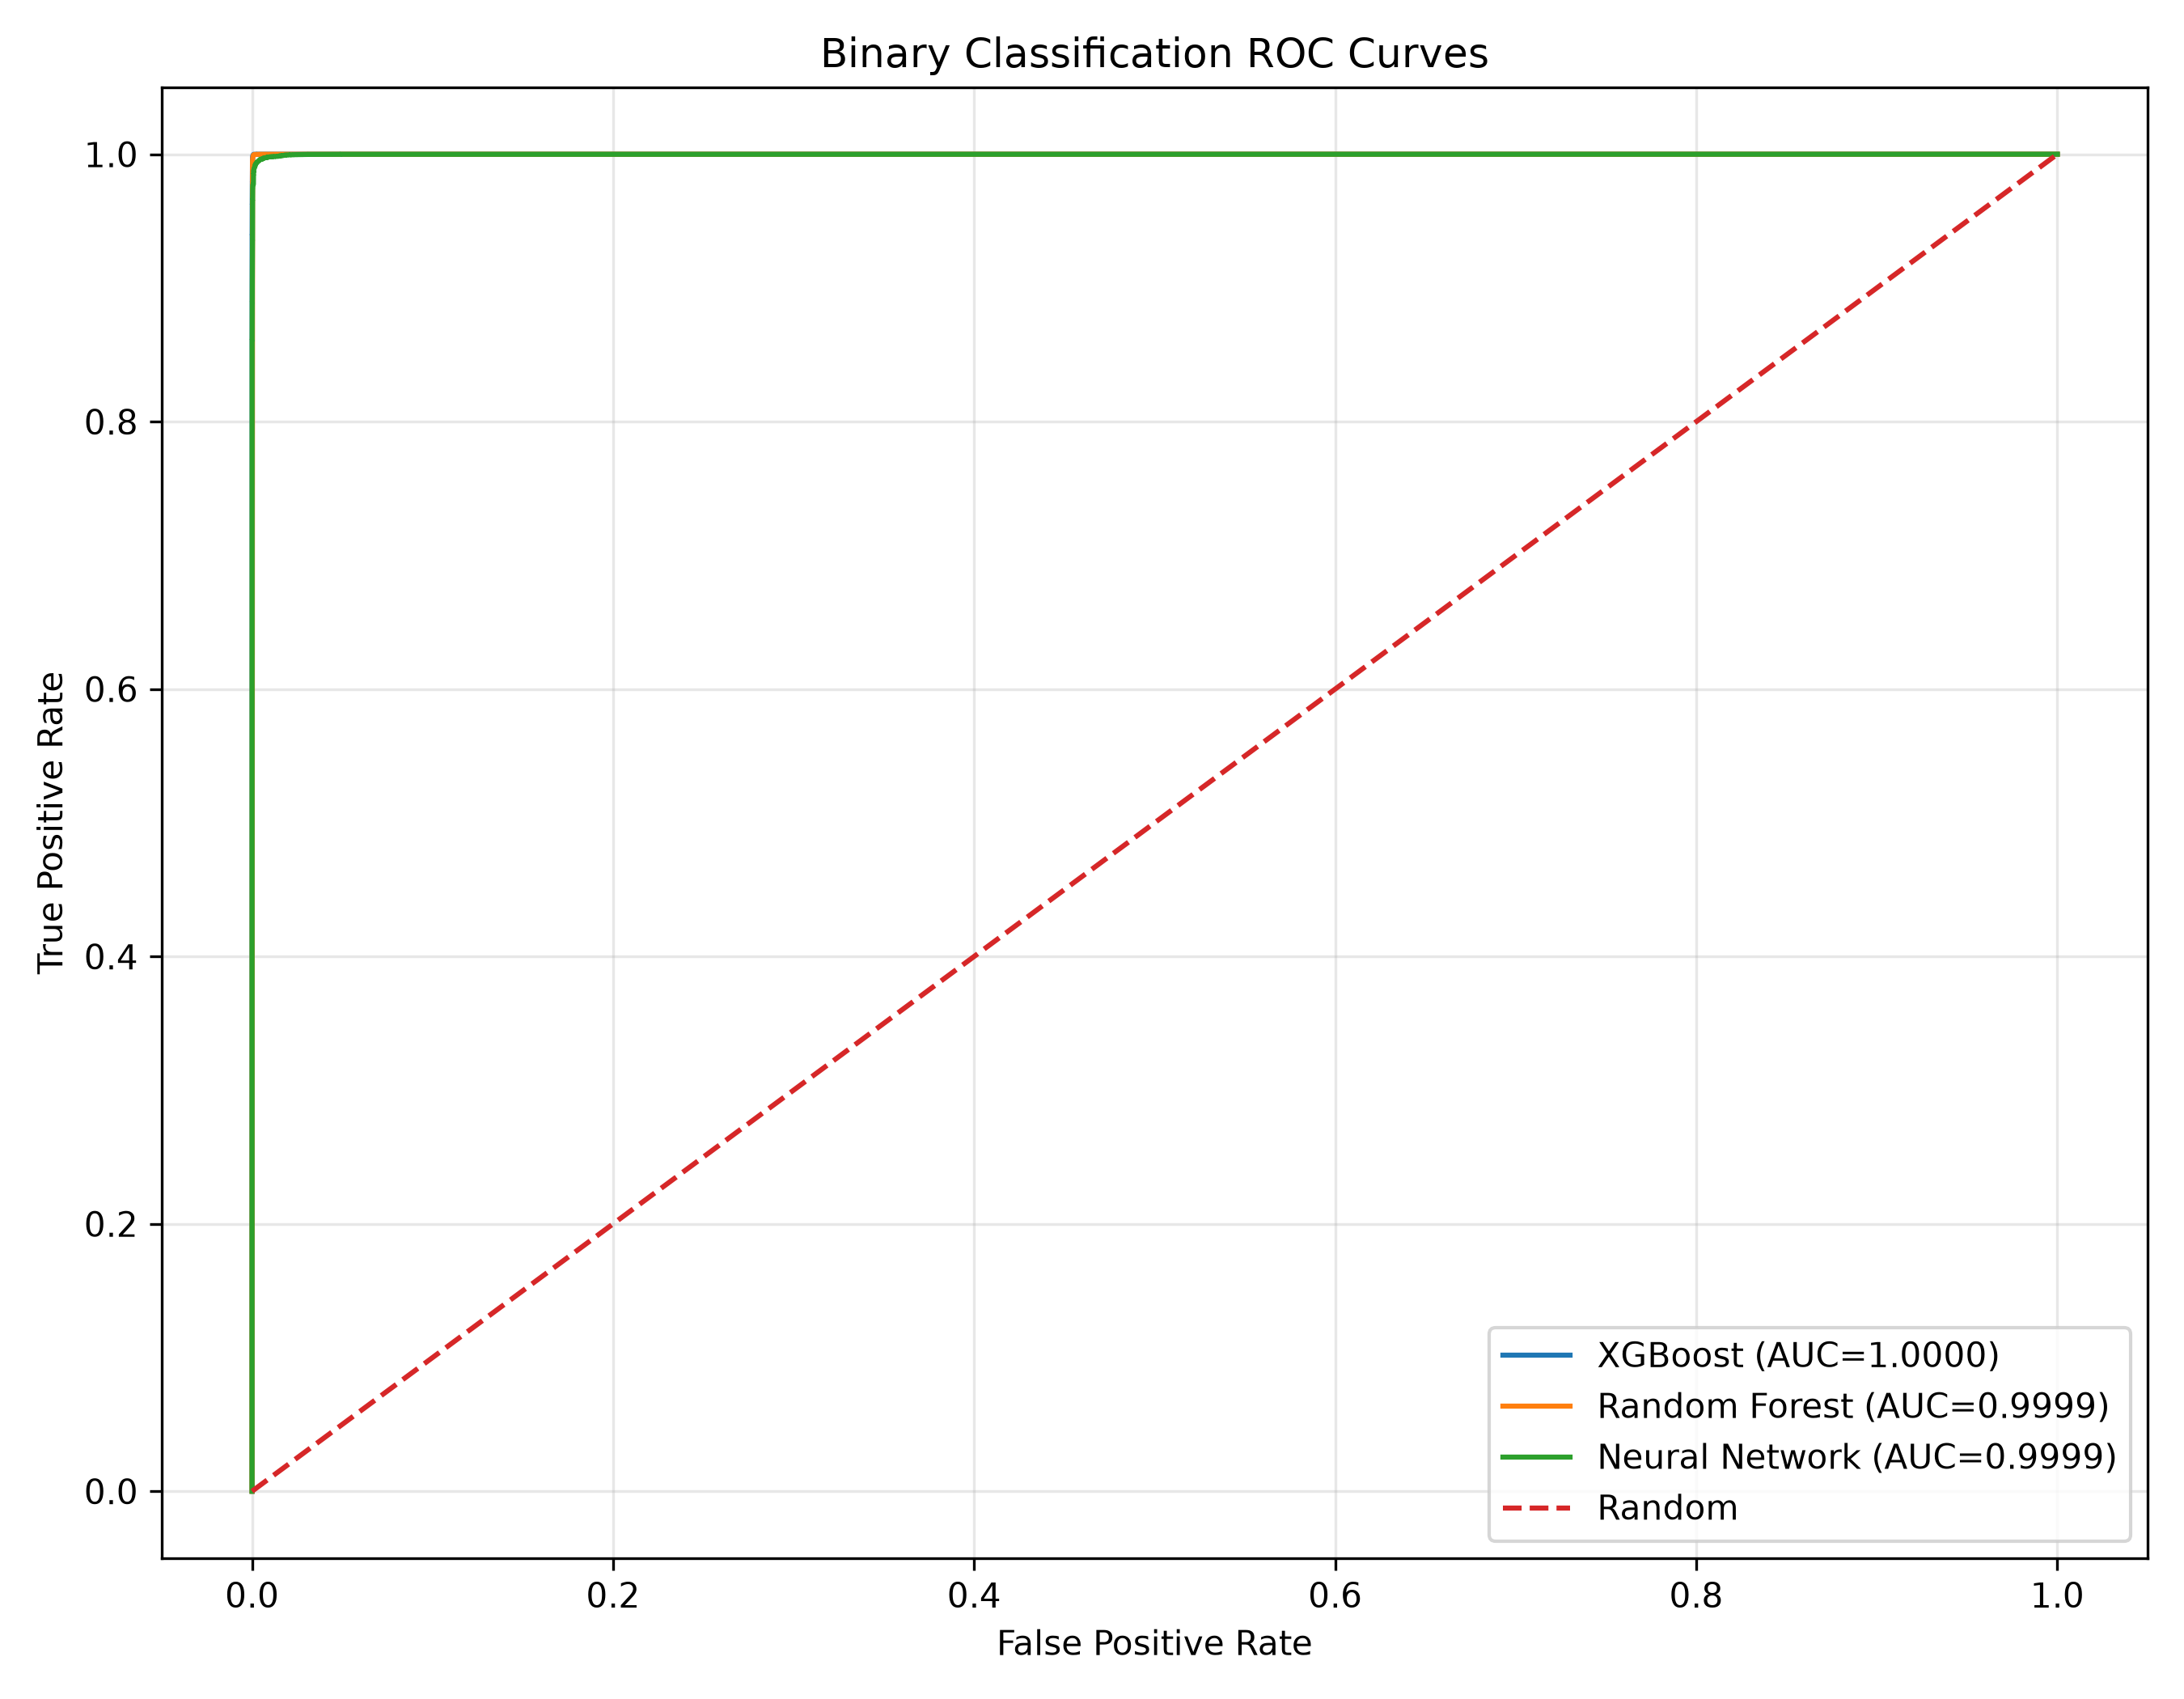 Binary Classification ROC Curves
True Positive Rate
1.0
0.8
0.6
0.4
0.2
0.0
0.0 0.2 0.4 0.6 0.8 1.0
False Positive Rate
XGBoost (AUC=1.0000)
Random Forest (AUC=0.9999)
Neural Network (AUC=0.9999)
Random